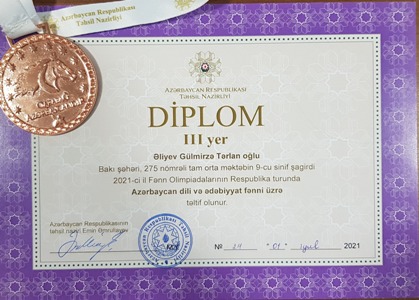 Azərbaycan Respublikası
Təhsil Nazirliyi
AZƏRBAYCAN RESPUBLİKASI
TƏHSİL NAZİRLİYİ
DİPLOM
III yer
Əliyev Gülmirzə Tərlan oğlu
Bakı şəhəri, 275 nömrəli tam orta məktəbin 9-cu sinif şagirdi
2021-ci il Fənn Olimpiadalarının Respublika turunda
Azərbaycan dili və ədəbiyyat fənni üzrə
təltif olunur.
Azərbaycan Respublikasının
təhsil naziri Emin Əmrullayev
№ "01" iyul 2021